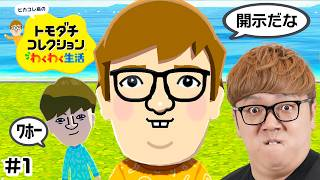 ヒカコレ島の
トモダチ
コレクション
わくわく生活
開示だな
ワホー
#1